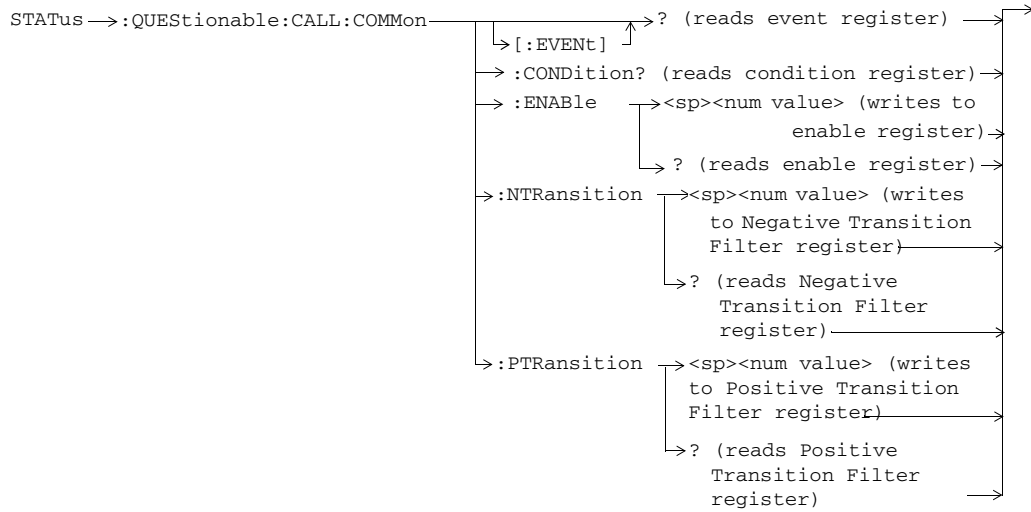 STATus :QUEStionable:CALL:COMMon ? (reads event register)
[:EVENt]
:CONDition? (reads condition register)
:ENABle <sp><num value> (writes to
enable register)
? (reads enable register)
:NTRansition <sp><num value> (writes
to Negative Transition
Filter register)
? (reads Negative
Transition Filter
register)
:PTRansition <sp><num value> (writes
to Positive Transition
Filter register)
? (reads Positive
Transition Filter
register)